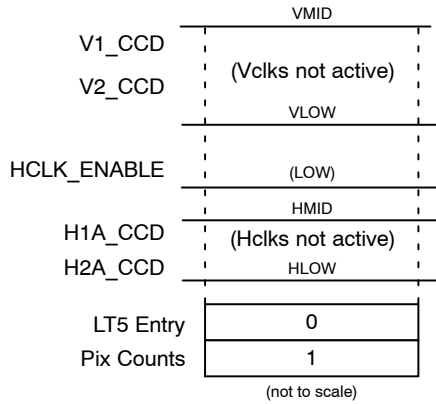 VMID
V1_CCD
(Vclks not active)
V2_CCD
VLOW
HCLK_ENABLE
(LOW)
HMID
H1A_CCD
(Hclks not active)
H2A_CCD
HLOW
LT5 Entry 0
Pix Counts 1
(not to scale)